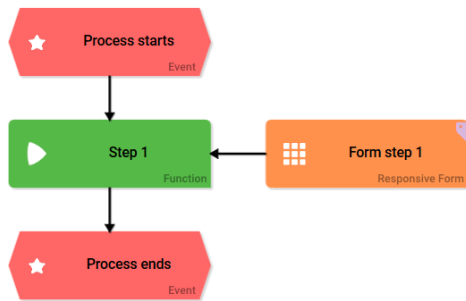 Process starts
Event
Step 1
Function
Form step 1
Responsive Form
Process ends
Event